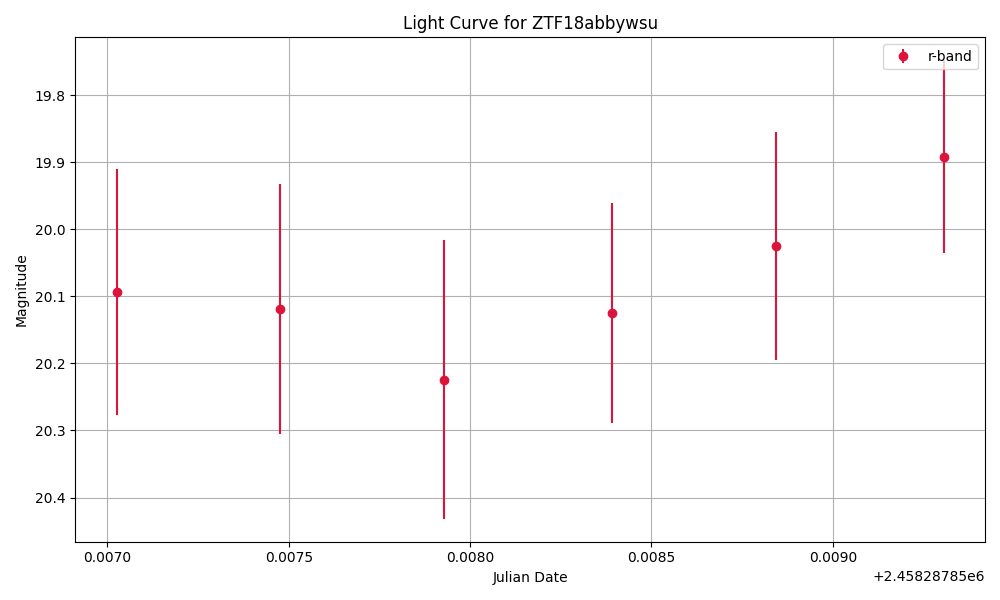 Light Curve for ZTF18abbywsu
r-band
19.8
19.9
20.0
20.1
20.2
20.3
20.4
Magnitude
0.0070
0.0075
0.0080
0.0085
0.0090
Julian Date
+2.45828785e6